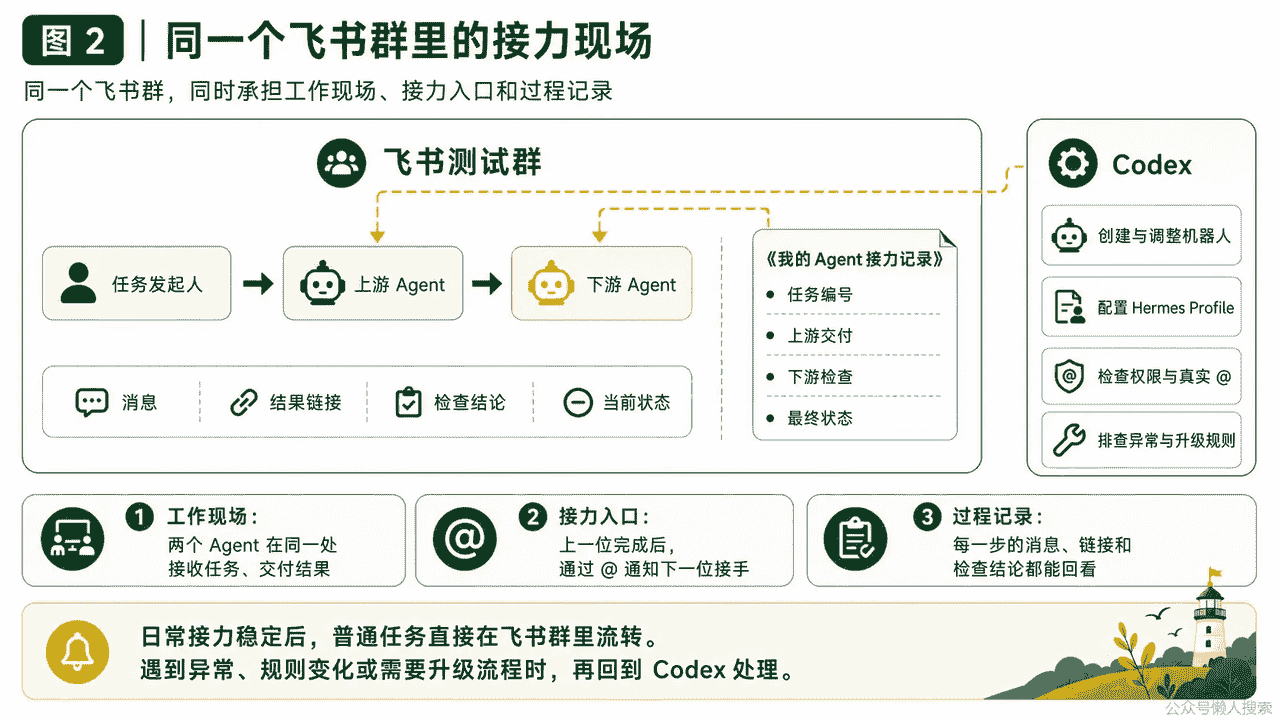 图 2
同一个飞书群里的接力现场
同一个飞书群，同时承担工作现场、接力入口和过程记录
飞书测试群
任务发起人
上游 Agent
下游 Agent
消息
结果链接
检查结论
当前状态
《我的 Agent 接力记录》
任务编号
上游交付
下游检查
最终状态
Codex
创建与调整机器人
配置 Hermes Profile
@
检查权限与真实 @
排查异常与升级规则
1
工作现场：
两个 Agent 在同一处
接收任务、交付结果
@
2
接力入口：
上一位完成后，
通过 @ 通知下一位接手
3
过程记录：
每一步的消息、链接和
检查结论都能回看
日常接力稳定后，普通任务直接在飞书群里流转。
遇到异常、规则变化或需要升级流程时，再回到 Codex 处理。
公众号懒人搜索